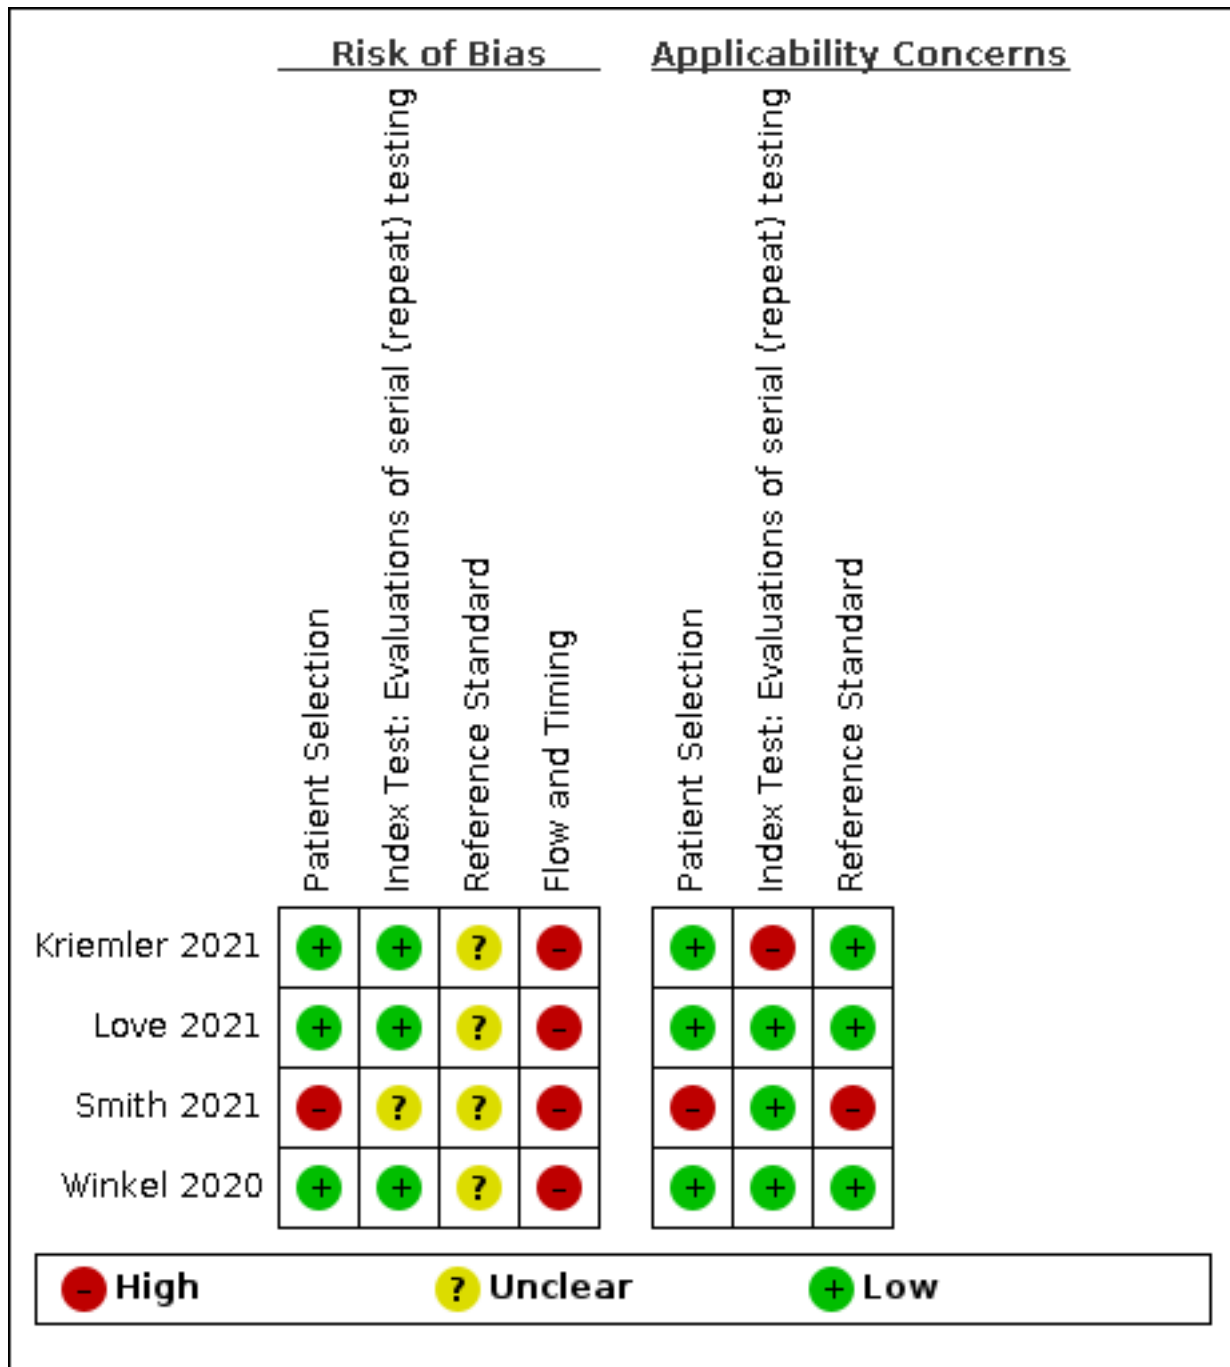 Risk of Bias
Applicability Concerns
Patient Selection
Index Test: Evaluations of serial (repeat) testing
Reference Standard
Flow and Timing
Patient Selection
Index Test: Evaluations of serial (repeat) testing
Reference Standard
Kriemler 2021 + + ? – + – +
Love 2021 + + ? – + + +
Smith 2021 – ? ? – – + –
Winkel 2020 + + ? – + + +
– High ? Unclear + Low